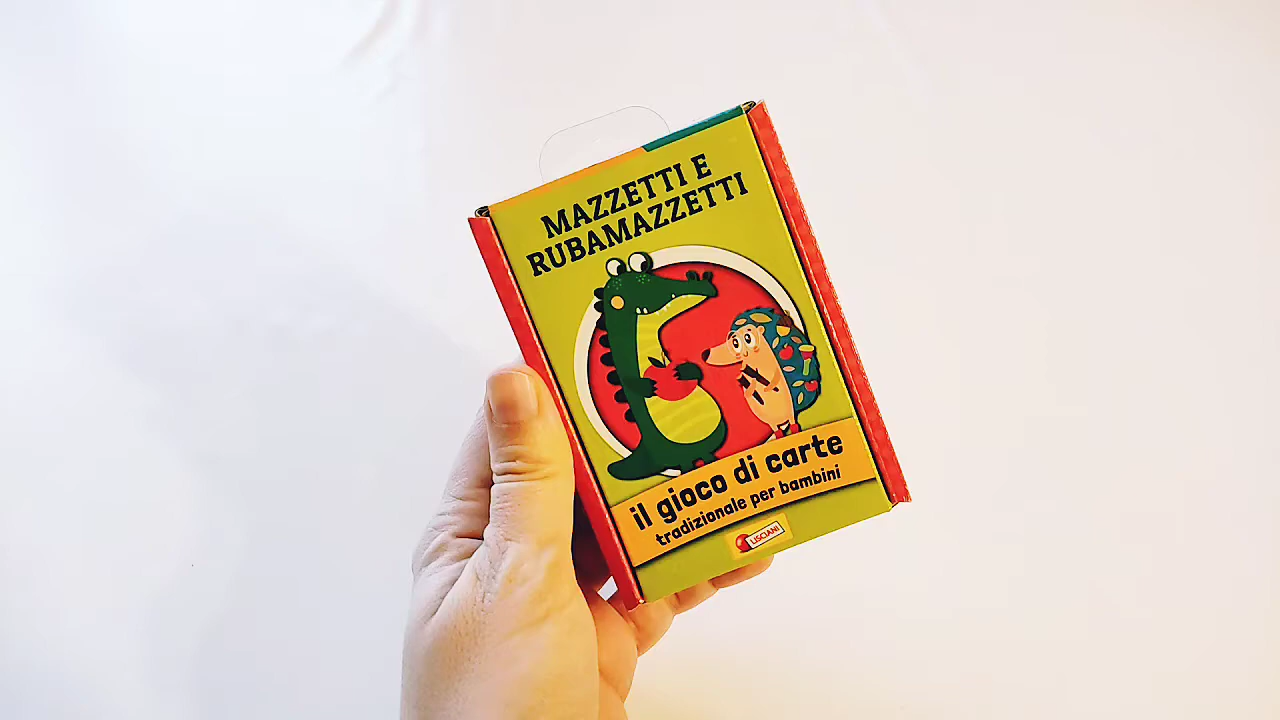 MAZZETTI E
RUBAMAZZETTI
il gioco di carte
tradizionale per bambini
LISCIANI